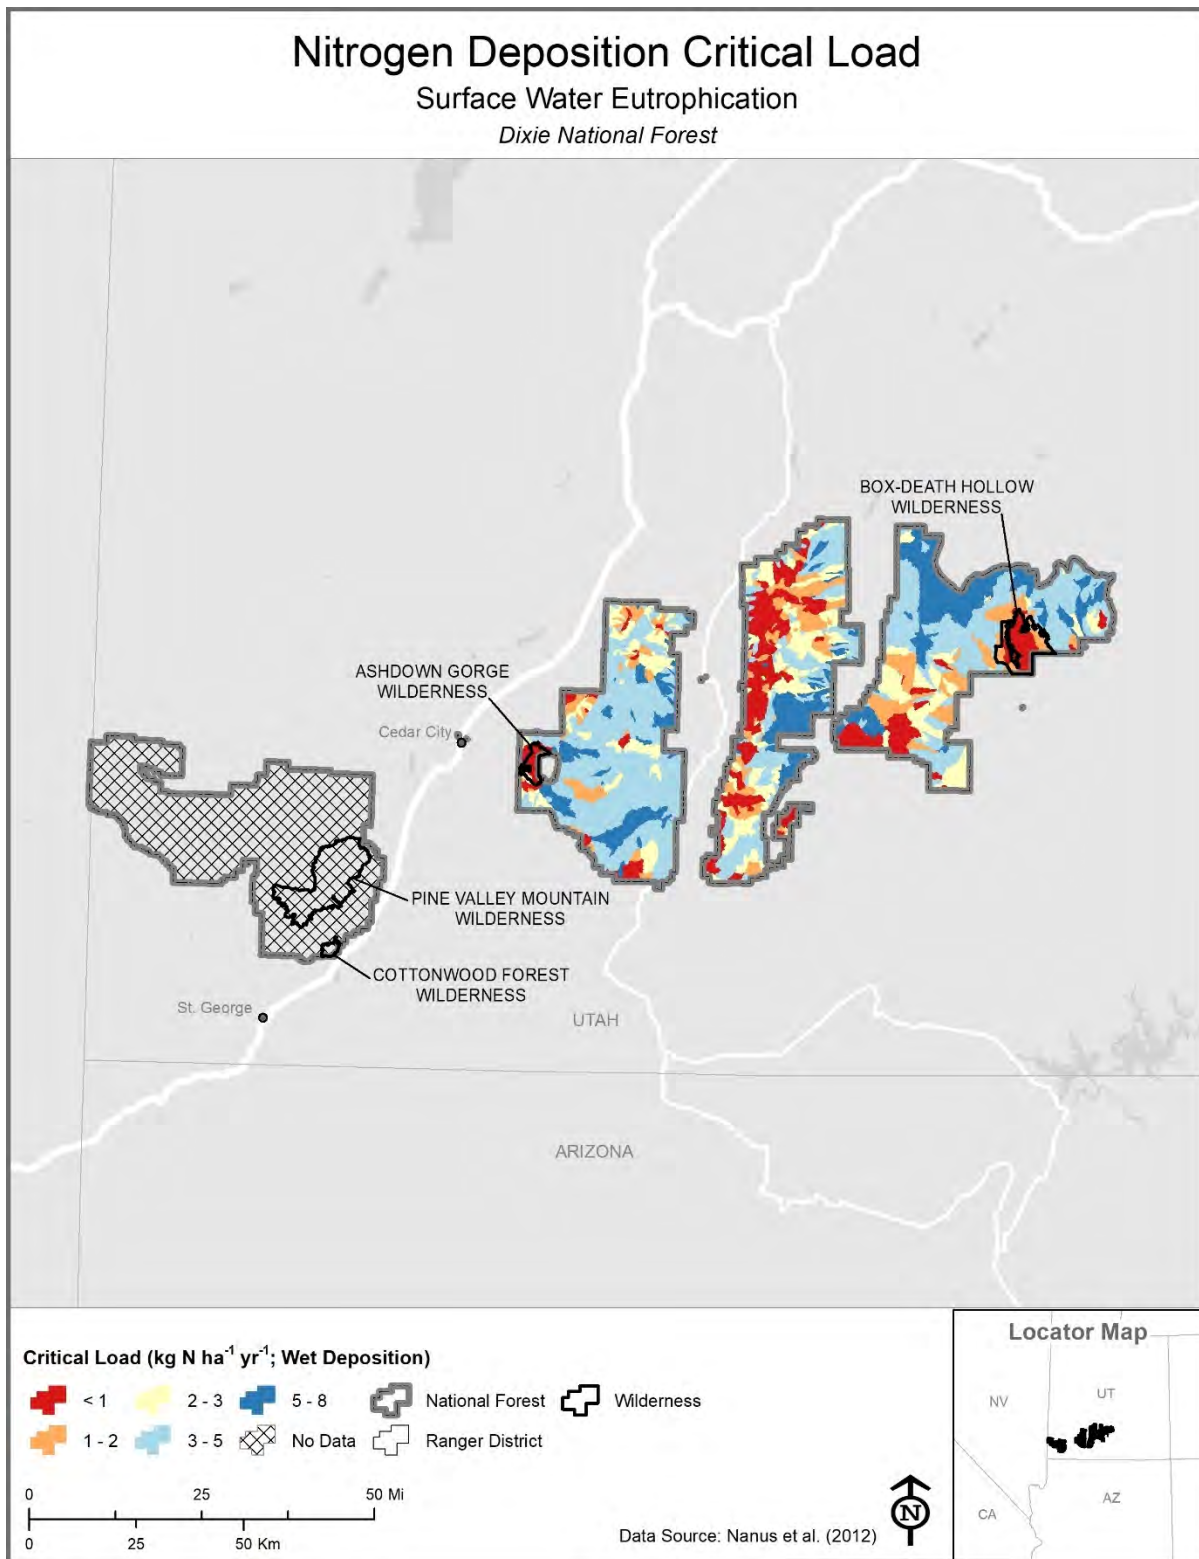 Nitrogen Deposition Critical Load
Surface Water Eutrophication
Dixie National Forest
BOX-DEATH HOLLOW
WILDERNESS
ASHDOWN GORGE
WILDERNESS
Cedar City
PINE VALLEY MOUNTAIN
WILDERNESS
COTTONWOOD FOREST
WILDERNESS
St. George
UTAH
ARIZONA
Critical Load (kg N ha⁻¹ yr⁻¹; Wet Deposition)
< 1
2 - 3
5 - 8
National Forest
Wilderness
1 - 2
3 - 5
No Data
Ranger District
0 25 50 Mi
0 25 50 Km
N
Data Source: Nanus et al. (2012)
Locator Map
NV
UT
CA
AZ